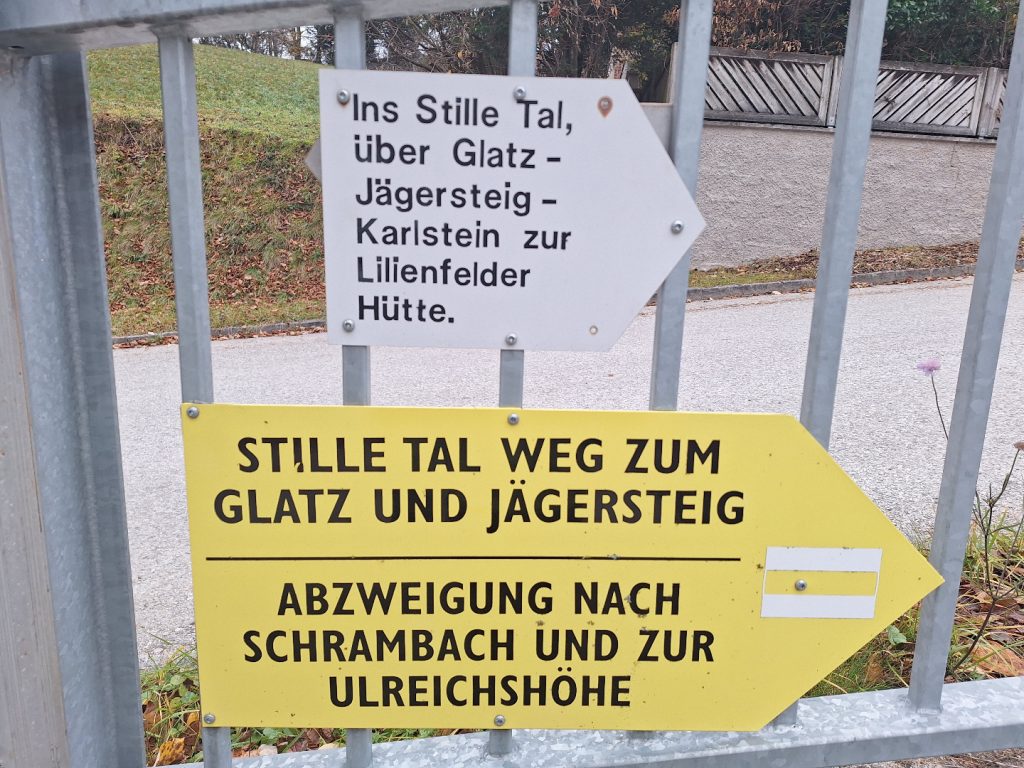 Ins Stille Tal,
über Glatz -
Jägersteig -
Karlstein zur
Lilienfelder
Hütte.
STILLE TAL WEG ZUM
GLATZ UND JÄGERSTEIG
ABZWEIGUNG NACH
SCHRAMBACH UND ZUR
ULREICHSHÖHE